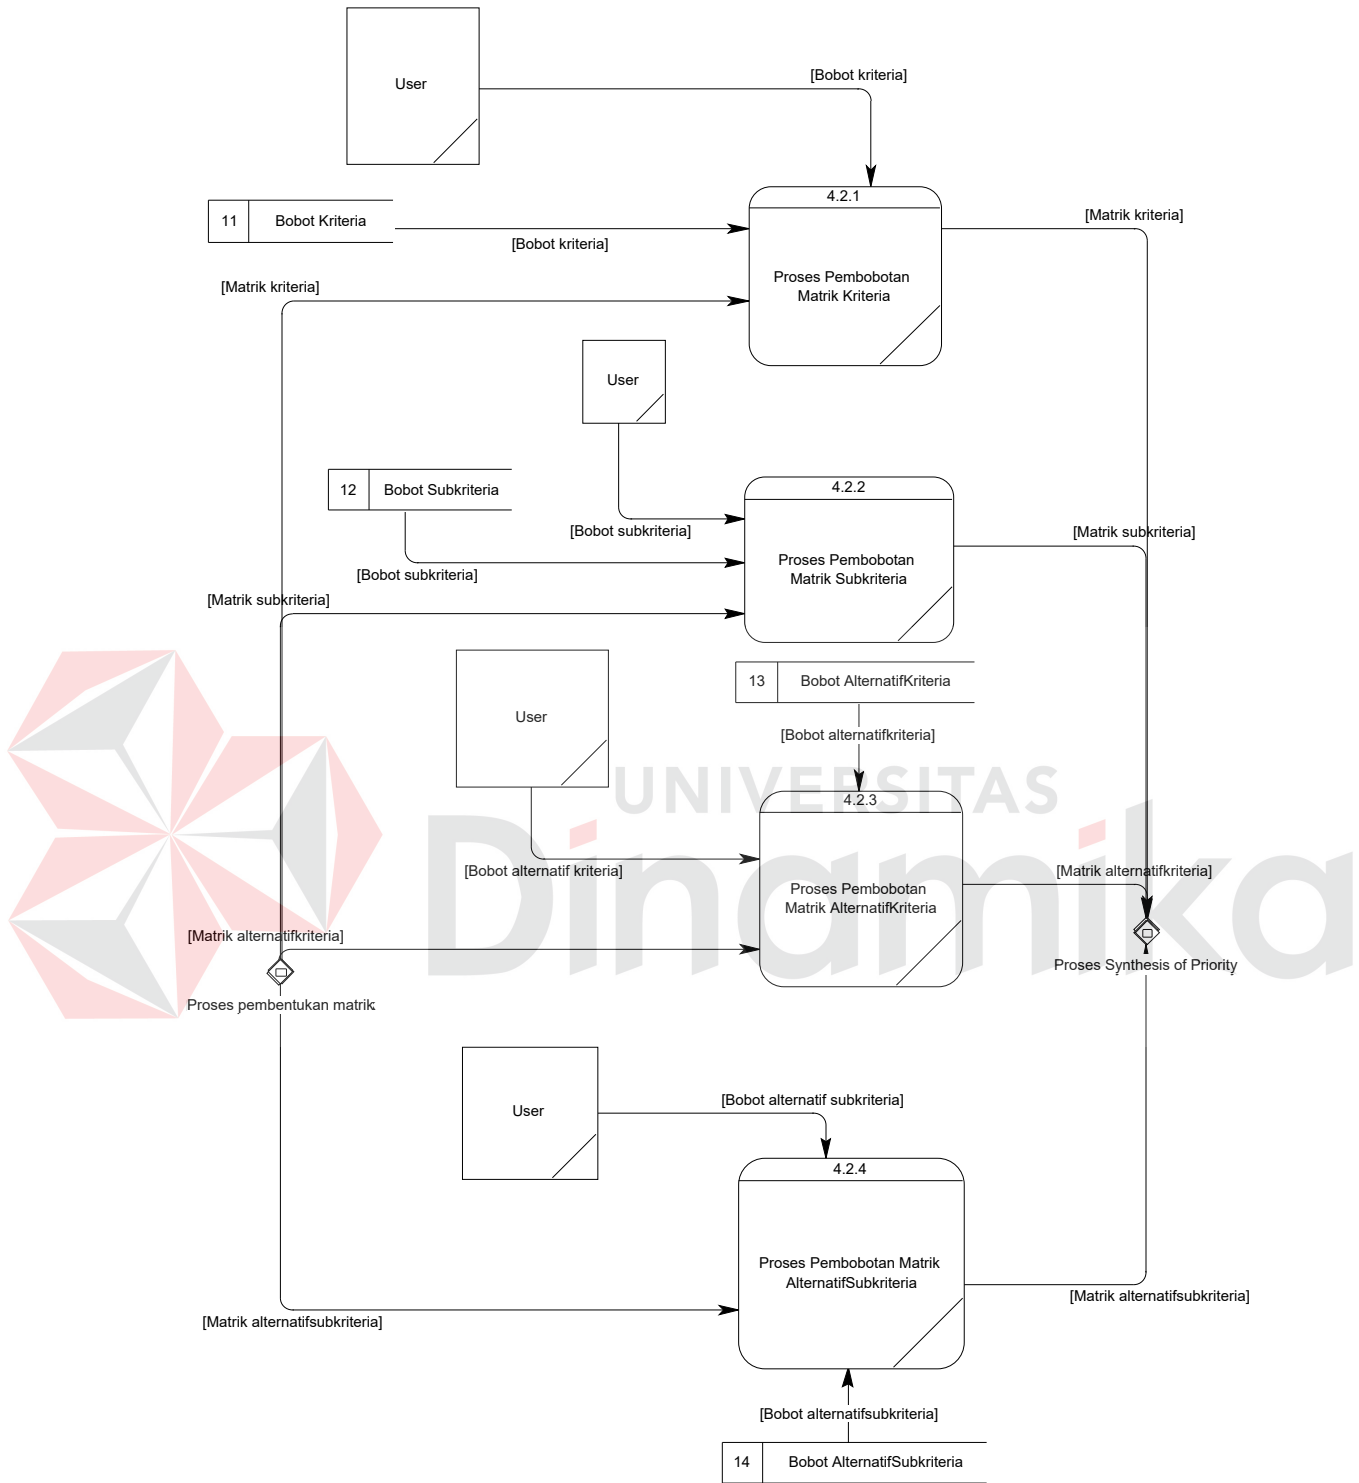 User
[Bobot kriteria]
4.2.1
11 Bobot Kriteria
[Bobot kriteria]
[Matrik kriteria]
Proses Pembobotan
Matrik Kriteria
[Matrik kriteria]
User
12 Bobot Subkriteria
4.2.2
[Bobot subkriteria]
[Matrik subkriteria]
Proses Pembobotan
Matrik Subkriteria
[Bobot subkriteria]
[Matrik subkriteria]
13 Bobot AlternatifKriteria
User
[Bobot alternatifkriteria]
UNIVERSITAS
Dinamika
4.2.3
[Bobot alternatif kriteria]
[Matrik alternatifkriteria]
Proses Pembobotan
Matrik AlternatifKriteria
[Matrik alternatifkriteria]
Proses Synthesis of Priority
Proses pembentukan matrik
[Bobot alternatif subkriteria]
User
4.2.4
Proses Pembobotan Matrik
AlternatifSubkriteria
[Matrik alternatifsubkriteria]
[Matrik alternatifsubkriteria]
[Bobot alternatifsubkriteria]
14 Bobot AlternatifSubkriteria